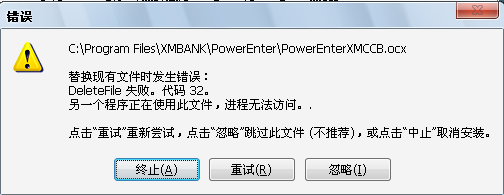 错误
C:\Program Files\XMBANK\PowerEnter\PowerEnterXMCCB.ocx
替换现有文件时发生错误：
DeleteFile 失败。代码 32。
另一个程序正在使用此文件，进程无法访问。.
点击“重试”重新尝试，点击“忽略”跳过此文件 (不推荐)，或点击“中止”取消安装。
终止(A)
重试(R)
忽略(I)